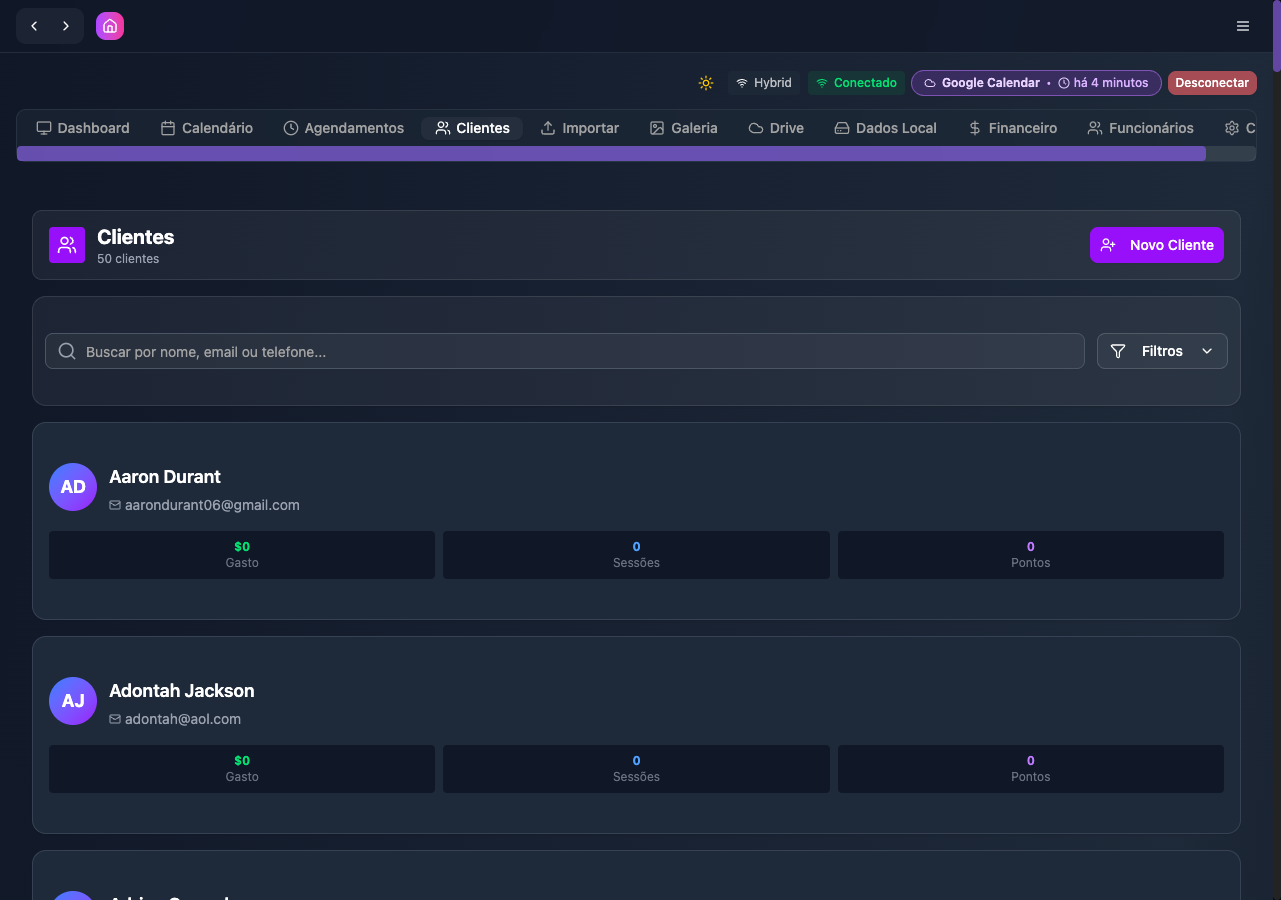 Hybrid Conectado Google Calendar • há 4 minutos Desconectar
Dashboard Calendário Agendamentos Clientes Importar Galeria Drive Dados Local Financeiro Funcionários C
Clientes
50 clientes
Novo Cliente
Buscar por nome, email ou telefone...
Filtros
AD
Aaron Durant
aarondurant06@gmail.com
$0 0 0
Gasto Sessões Pontos
AJ
Adontah Jackson
adontah@aol.com
$0 0 0
Gasto Sessões Pontos